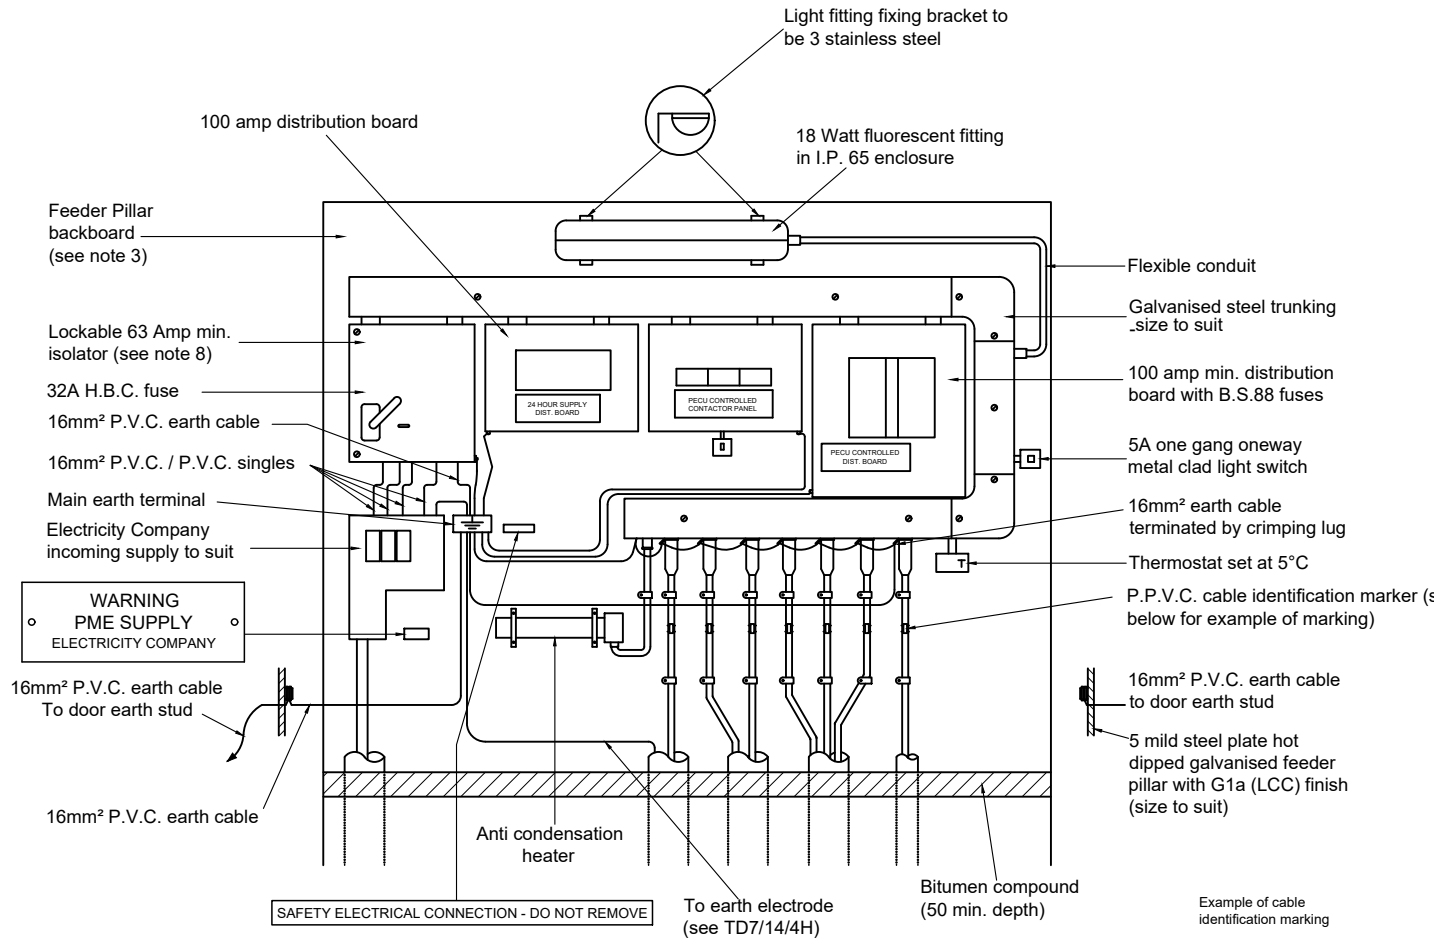 Light fitting fixing bracket to
be 3 stainless steel
100 amp distribution board
18 Watt fluorescent fitting
in I.P. 65 enclosure
Feeder Pillar
backboard
(see note 3)
Flexible conduit
Galvanised steel trunking
-size to suit
Lockable 63 Amp min.
isolator (see note 8)
32A H.B.C. fuse
16mm² P.V.C. earth cable
16mm² P.V.C. / P.V.C. singles
Main earth terminal
Electricity Company
incoming supply to suit
24 HOUR SUPPLY
DIST. BOARD
PECU CONTROLLED
CONTACTOR PANEL
PECU CONTROLLED
DIST. BOARD
100 amp min. distribution
board with B.S.88 fuses
5A one gang oneway
metal clad light switch
16mm² earth cable
terminated by crimping lug
T
Thermostat set at 5°C
P.P.V.C. cable identification marker (s
below for example of marking)
WARNING
PME SUPPLY
ELECTRICITY COMPANY
16mm² P.V.C. earth cable
To door earth stud
16mm² P.V.C. earth cable
to door earth stud
5 mild steel plate hot
dipped galvanised feeder
pillar with G1a (LCC) finish
(size to suit)
16mm² P.V.C. earth cable
Anti condensation
heater
SAFETY ELECTRICAL CONNECTION - DO NOT REMOVE
To earth electrode
(see TD7/14/4H)
Bitumen compound
(50 min. depth)
Example of cable
identification marking